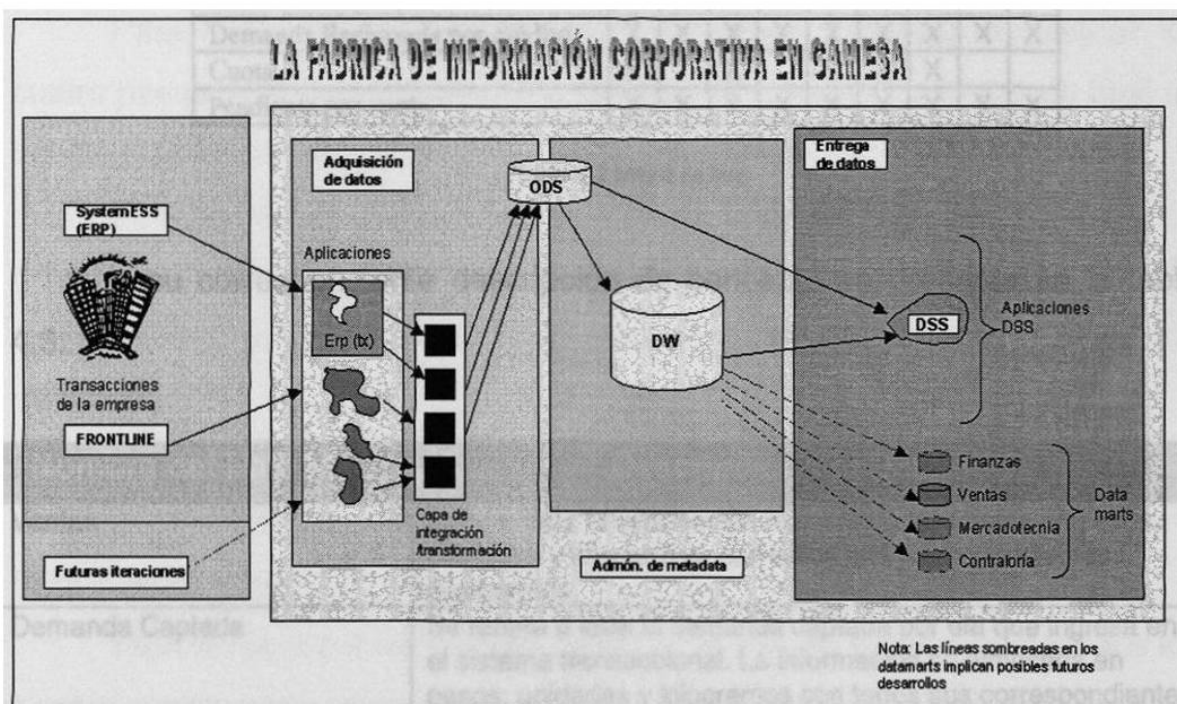 LA FABRICA DE INFORMACIÓN CORPORATIVA EN CAMESA
System ESS
(ERP)
Transacciones
de la empresa
FRONTLINE
Futuras iteraciones
Adquisición
de datos
Aplicaciones
Erp (tx)
Capa de
integración
/transformación
ODS
DW
Admón. de metadata
Entrega
de datos
DSS
Aplicaciones
DSS
Finanzas
Ventas
Mercadotecnia
Contraloría
Data
marts
Nota: Las líneas sombreadas en los
datamarts implican posibles futuros
desarrollos
Demanda Captada